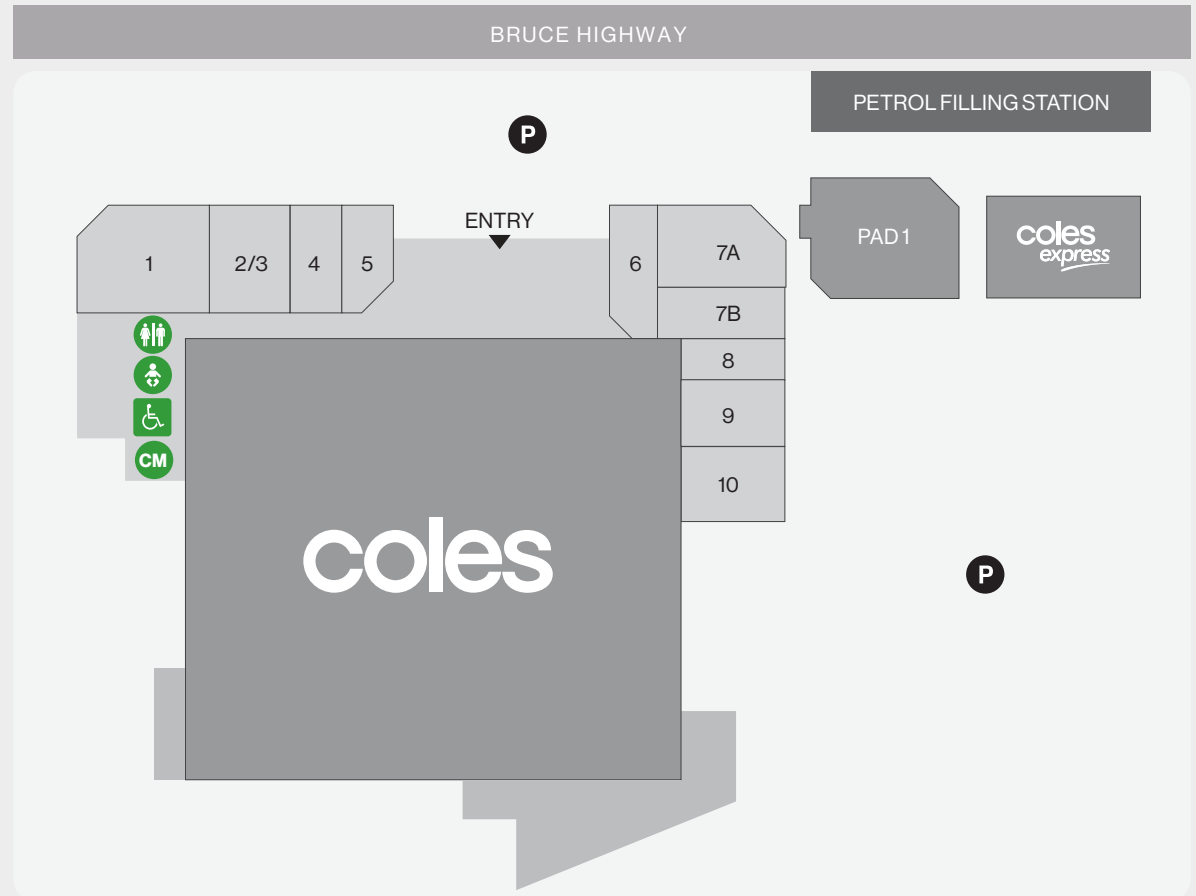 BRUCE HIGHWAY
PETROL FILLING STATION
P
ENTRY
1
2/3
4
5
6
7A
7B
PAD 1
coles
express
8
9
10
CM
coles
P